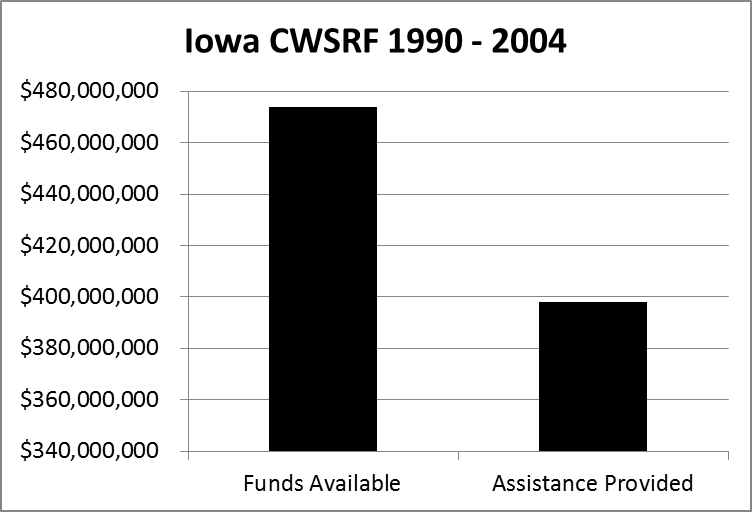 Iowa CWSRF 1990 - 2004
$480,000,000
$460,000,000
$440,000,000
$420,000,000
$400,000,000
$380,000,000
$360,000,000
$340,000,000
Funds Available
Assistance Provided